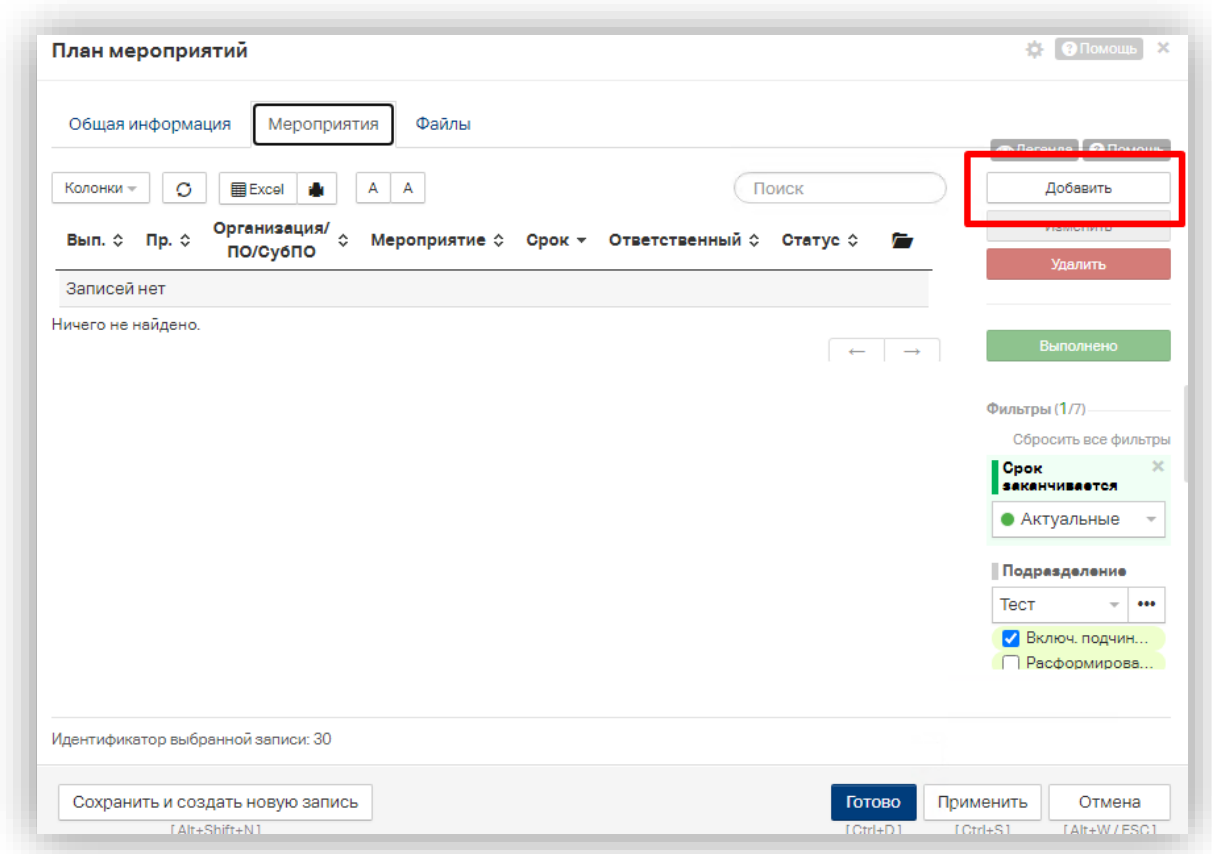 План мероприятий
Помощь
Общая информация Мероприятия Файлы
Легенда Помощь
Колонки Excel A A Поиск Добавить
Вып. Пр. Организация/ПО/СубПО Мероприятие Срок Ответственный Статус
Изменить
Удалить
Записей нет
Ничего не найдено.
← →
Выполнено
Фильтры (1/7)
Сбросить все фильтры
Срок
заканчивается
Актуальные
Подразделение
Тест •••
Включ. подчин...
Расформирова...
Идентификатор выбранной записи: 30
Сохранить и создать новую запись Готово Применить Отмена
[Alt+Shift+N] [Ctrl+D] [Ctrl+S] [Alt+W / ESC]